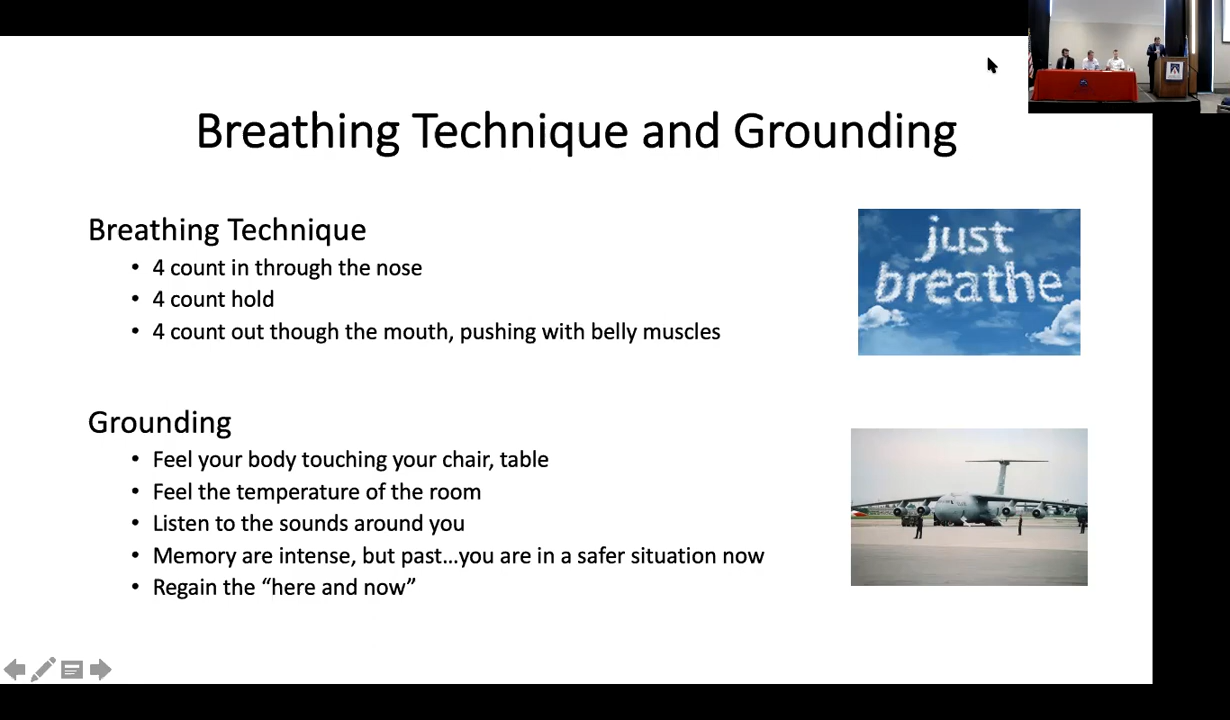 Breathing Technique and Grounding
Breathing Technique
• 4 count in through the nose
• 4 count hold
• 4 count out though the mouth, pushing with belly muscles
just
breathe
Grounding
• Feel your body touching your chair, table
• Feel the temperature of the room
• Listen to the sounds around you
• Memory are intense, but past...you are in a safer situation now
• Regain the “here and now”